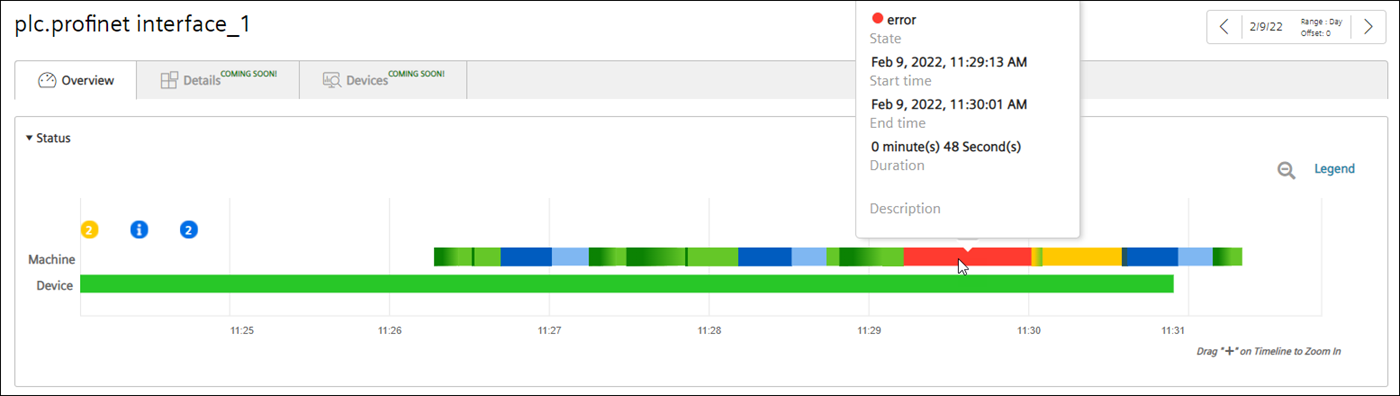 plc.profinet interface_1
2/9/22
Range : Day
Offset: 0
error
State
Feb 9, 2022, 11:29:13 AM
Start time
Feb 9, 2022, 11:30:01 AM
End time
0 minute(s) 48 Second(s)
Duration
Description
Overview
Details COMING SOON!
Devices COMING SOON!
Status
Legend
2 i 2
Machine
Device
11:25 11:26 11:27 11:28 11:29 11:30 11:31
Drag "+" on Timeline to Zoom In